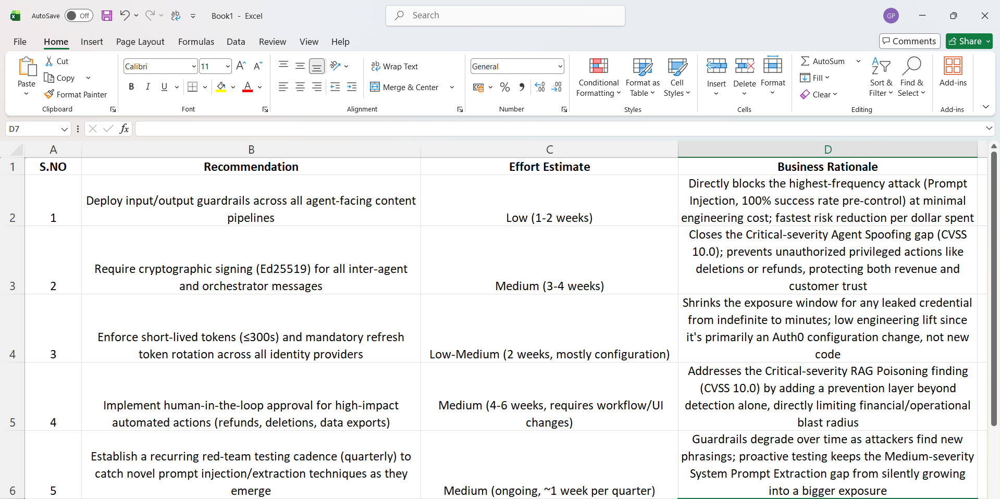 AutoSave Off Book1 - Excel Search GP
File Home Insert Page Layout Formulas Data Review View Help Comments Share
Paste Cut Copy Format Painter Clipboard
Calibri 11 B I U A Font
Wrap Text Merge & Center Alignment
General % Number
Conditional Formatting Format as Table Cell Styles Styles
Insert Delete Format Cells
AutoSum Fill Clear Sort & Filter Find & Select Editing
Add-ins Add-ins
D7 fx
A B C D
1 S.NO Recommendation Effort Estimate Business Rationale
2 1
Deploy input/output guardrails across all agent-facing content
pipelines
Low (1-2 weeks)
Directly blocks the highest-frequency attack (Prompt
Injection, 100% success rate pre-control) at minimal
engineering cost; fastest risk reduction per dollar spent
3 2
Require cryptographic signing (Ed25519) for all inter-agent
and orchestrator messages
Medium (3-4 weeks)
Closes the Critical-severity Agent Spoofing gap (CVSS
10.0); prevents unauthorized privileged actions like
deletions or refunds, protecting both revenue and
customer trust
4 3
Enforce short-lived tokens (≤300s) and mandatory refresh
token rotation across all identity providers
Low-Medium (2 weeks, mostly configuration)
Shrinks the exposure window for any leaked credential
from indefinite to minutes; low engineering lift since
it's primarily an Auth0 configuration change, not new
code
5 4
Implement human-in-the-loop approval for high-impact
automated actions (refunds, deletions, data exports)
Medium (4-6 weeks, requires workflow/UI
changes)
Addresses the Critical-severity RAG Poisoning finding
(CVSS 10.0) by adding a prevention layer beyond
detection alone, directly limiting financial/operational
blast radius
6 5
Establish a recurring red-team testing cadence (quarterly) to
catch novel prompt injection/extraction techniques as they
emerge
Medium (ongoing, ~1 week per quarter)
Guardrails degrade over time as attackers find new
phrasings; proactive testing keeps the Medium-severity
System Prompt Extraction gap from silently growing
into a bigger exposure